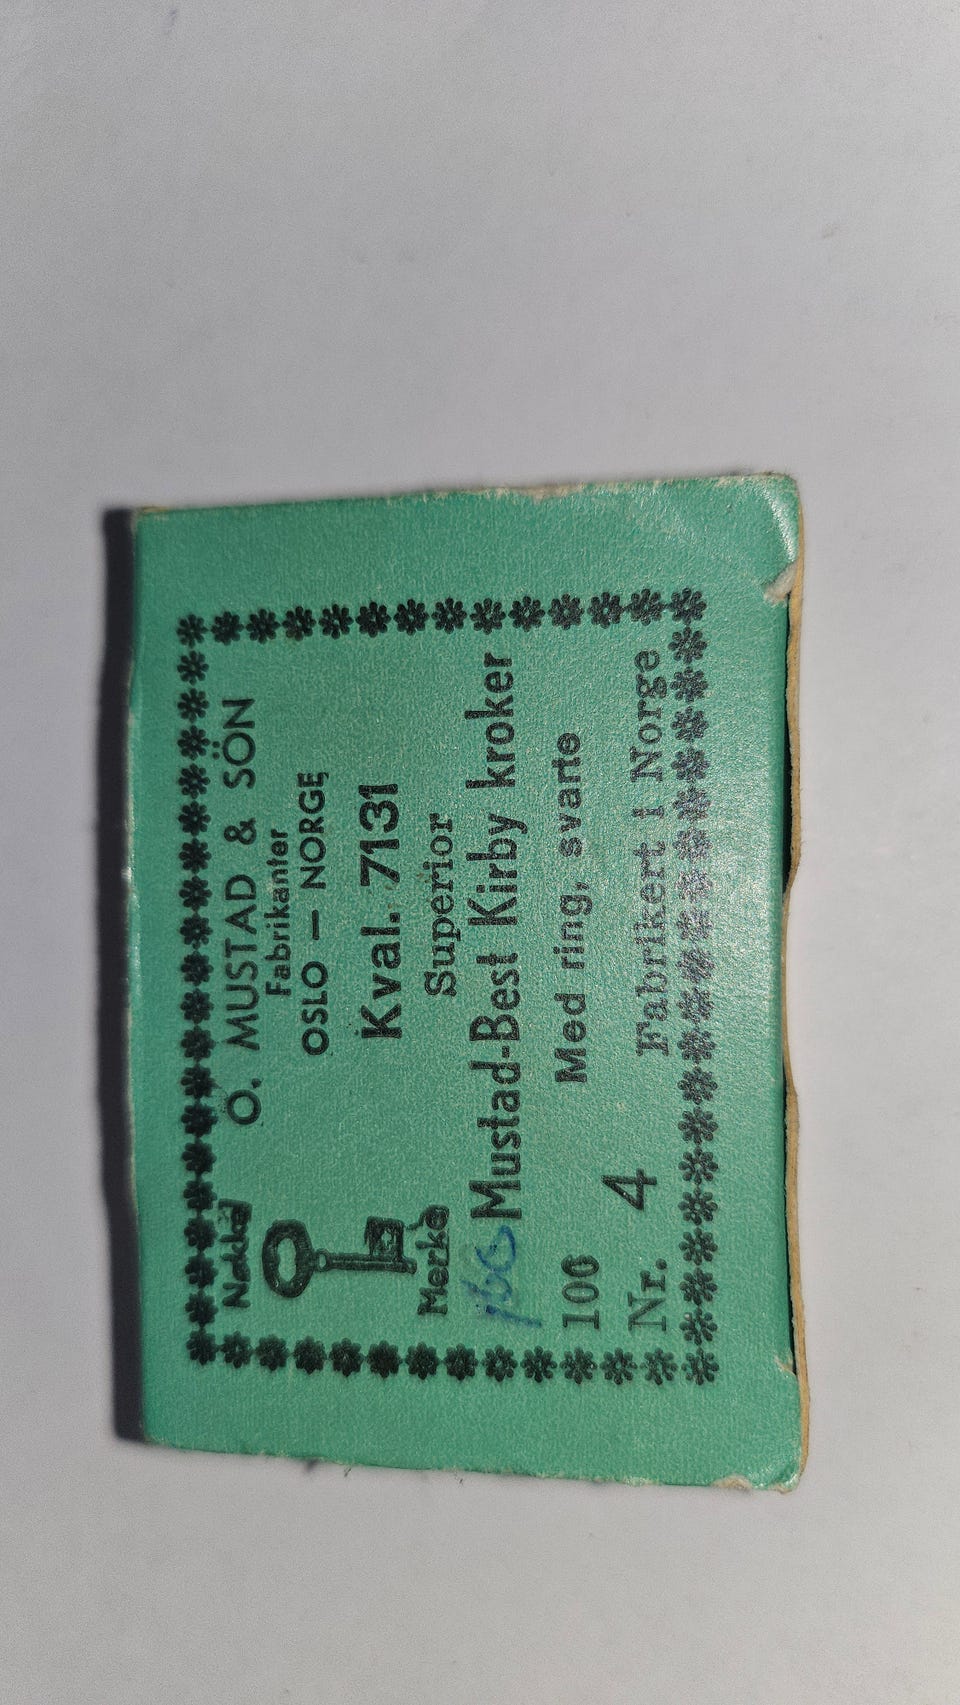 Nøkkel
O. MUSTAD & SÖN
Fabrikanter
OSLO — NORGE
Kval. 7131
Merke
Superior
Mustad-Best Kirby kroker
100
Med ring, svarte
Nr. 4
Fabrikert i Norge